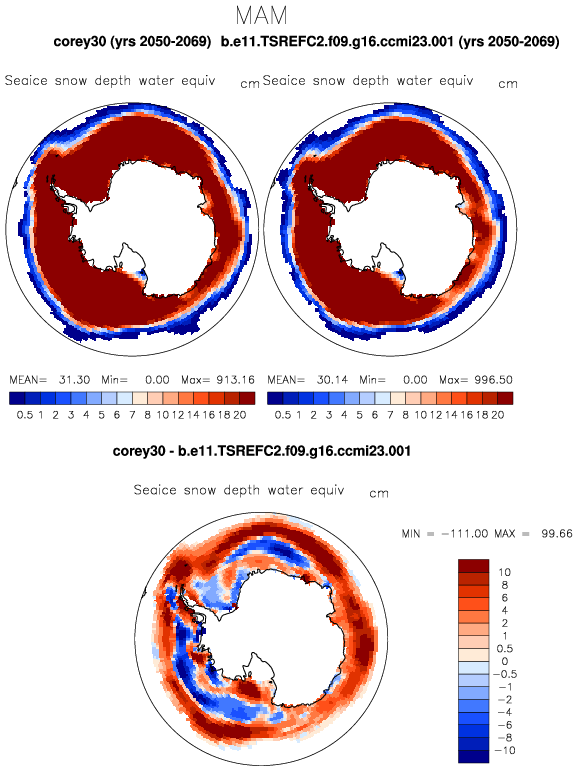 MAM
corey30 (yrs 2050-2069) b.e11.TSREFC2.f09.g16.ccmi23.001 (yrs 2050-2069)
Seaice snow depth water equiv cm Seaice snow depth water equiv cm
MEAN= 31.30 Min= 0.00 Max= 913.16 MEAN= 30.14 Min= 0.00 Max= 996.50
0.5 1 2 3 4 5 6 7 8 10 12 14 16 18 20 0.5 1 2 3 4 5 6 7 8 10 12 14 16 18 20
corey30 - b.e11.TSREFC2.f09.g16.ccmi23.001
Seaice snow depth water equiv cm
MIN = -111.00 MAX = 99.66
10
8
6
4
2
1
0.5
0
-0.5
-1
-2
-4
-6
-8
-10